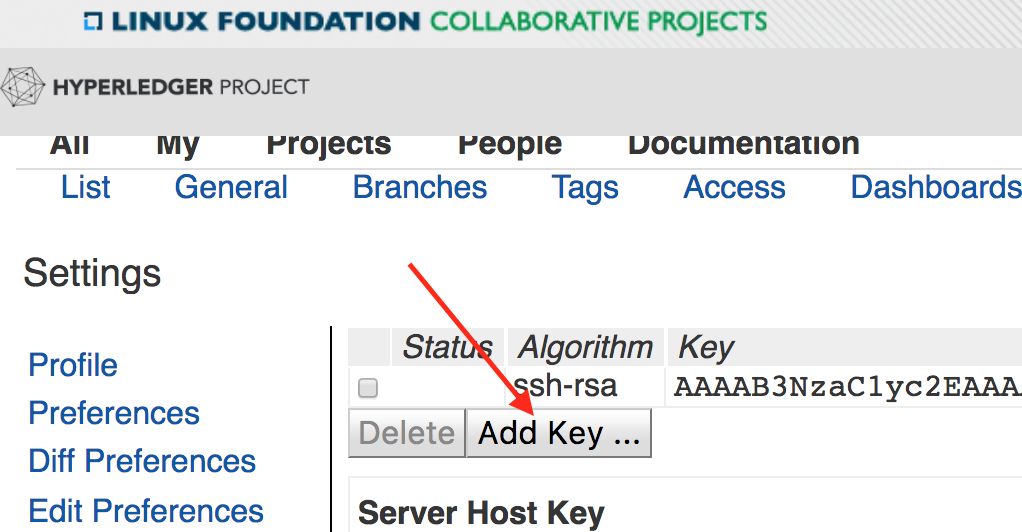 LINUX FOUNDATION COLLABORATIVE PROJECTS
HYPERLEDGER PROJECT
All My Projects People Documentation
List General Branches Tags Access Dashboards
Settings
Status Algorithm Key
Profile
ssh-rsa AAAAB3NzaC1yc2EAAA
Preferences
Delete Add Key ...
Diff Preferences
Edit Preferences
Server Host Key